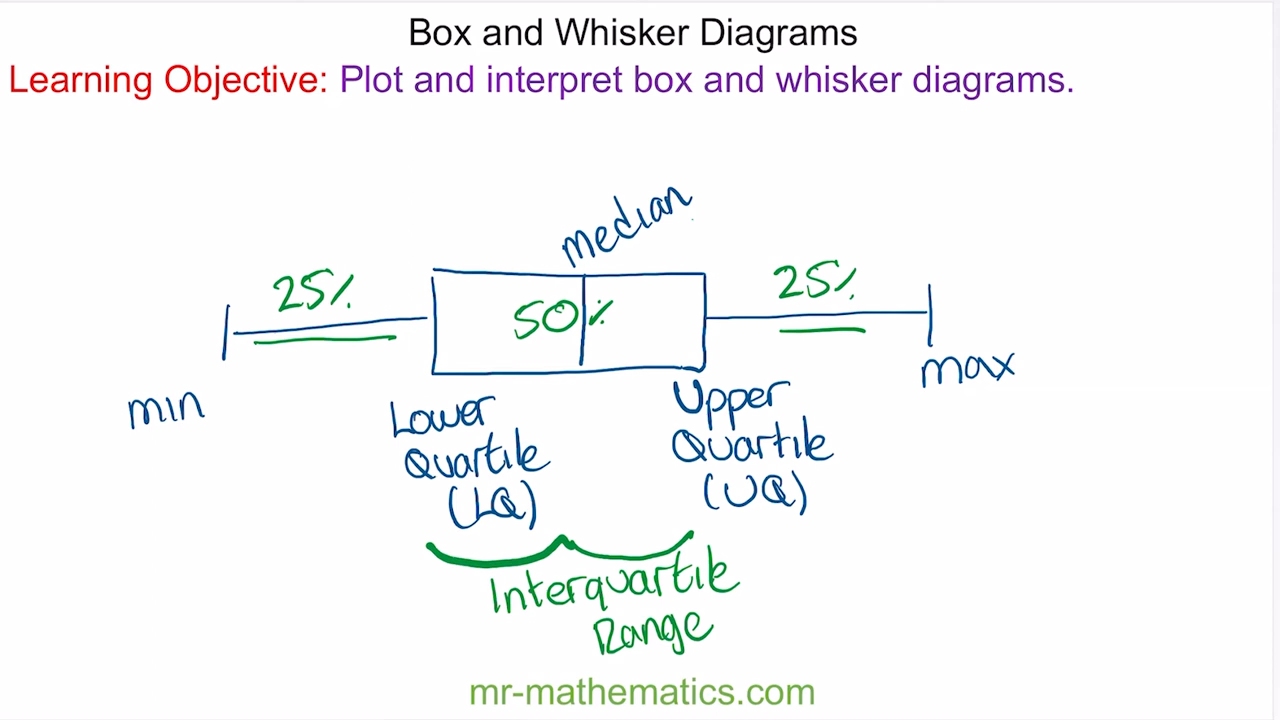 Box and Whisker Diagrams
Learning Objective: Plot and interpret box and whisker diagrams.
median
25%
50%
25%
min
max
Lower
Quartile
(LQ)
Upper
Quartile
(UQ)
Interquartile
Range
mr-mathematics.com